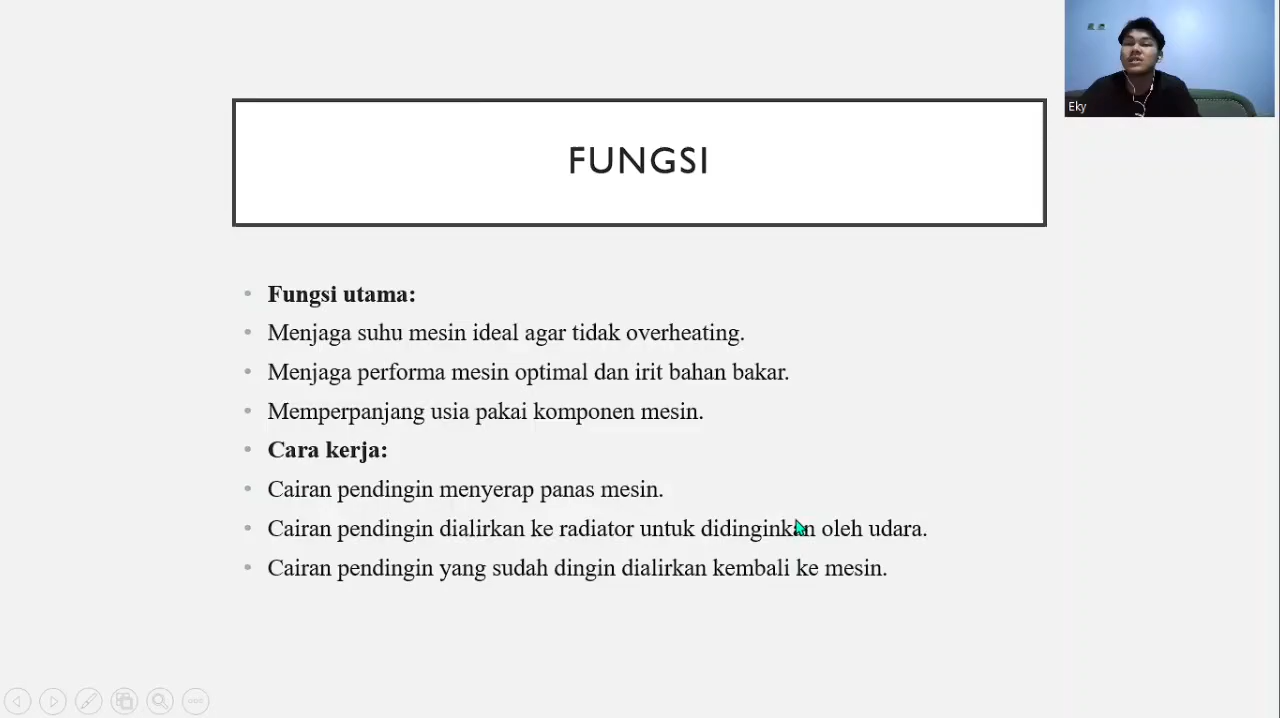 Eky
FUNGSI
Fungsi utama:
Menjaga suhu mesin ideal agar tidak overheating.
Menjaga performa mesin optimal dan irit bahan bakar.
Memperpanjang usia pakai komponen mesin.
Cara kerja:
Cairan pendingin menyerap panas mesin.
Cairan pendingin dialirkan ke radiator untuk didinginkan oleh udara.
Cairan pendingin yang sudah dingin dialirkan kembali ke mesin.